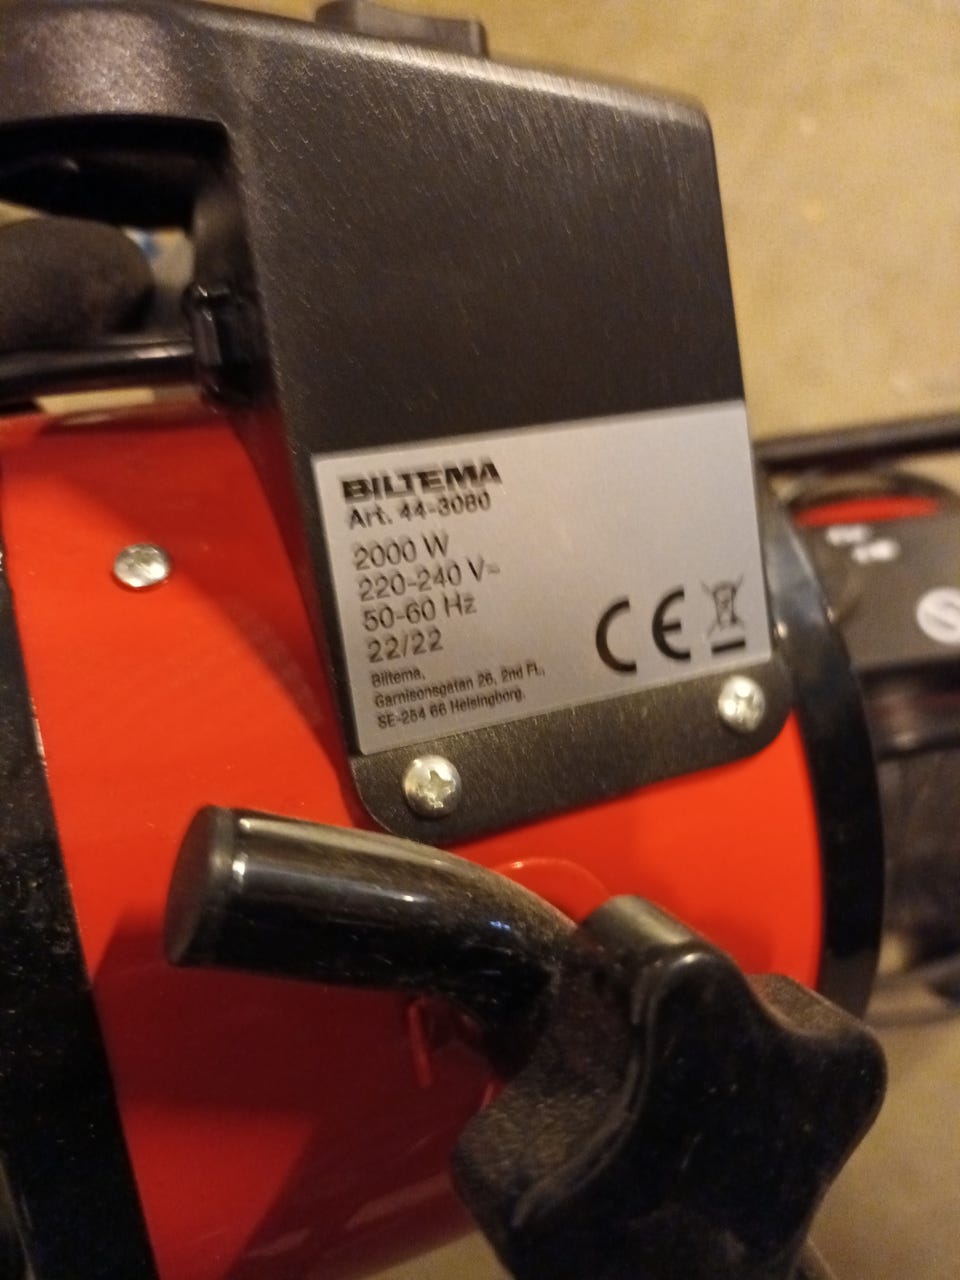 BILTEMA
Art. 44-3080
2000 W
220-240 V~
50-60 Hz
22/22
Biltema,
Garnisonsgatan 26, 2nd FL,
SE-254 66 Helsingborg.
CE